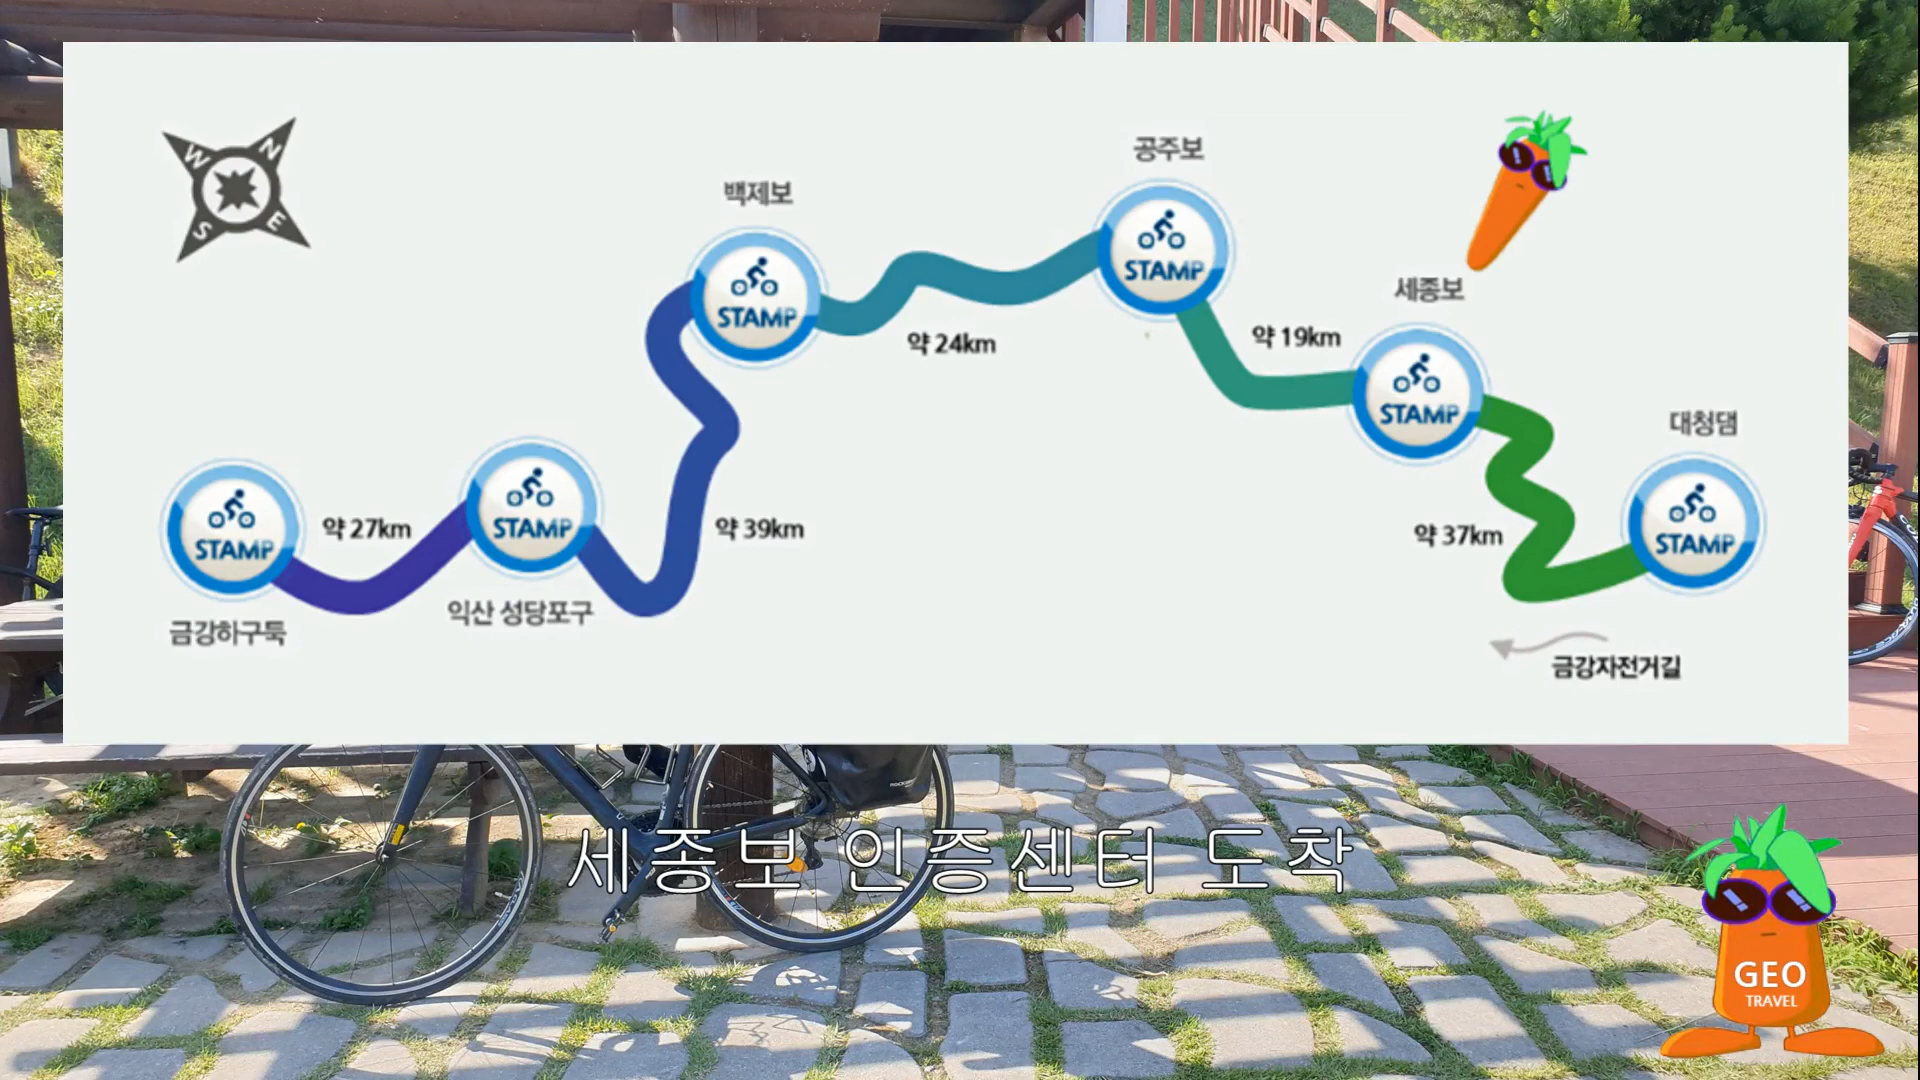 W
N
S
E
공주보
백제보
STAMP
세종보
STAMP
약 24km
약 19km
STAMP
대청댐
STAMP
약 27km
STAMP
약 39km
약 37km
STAMP
금강하구둑
익산 성당포구
금강자전거길
세종보 인증센터 도착
GEO
TRAVEL